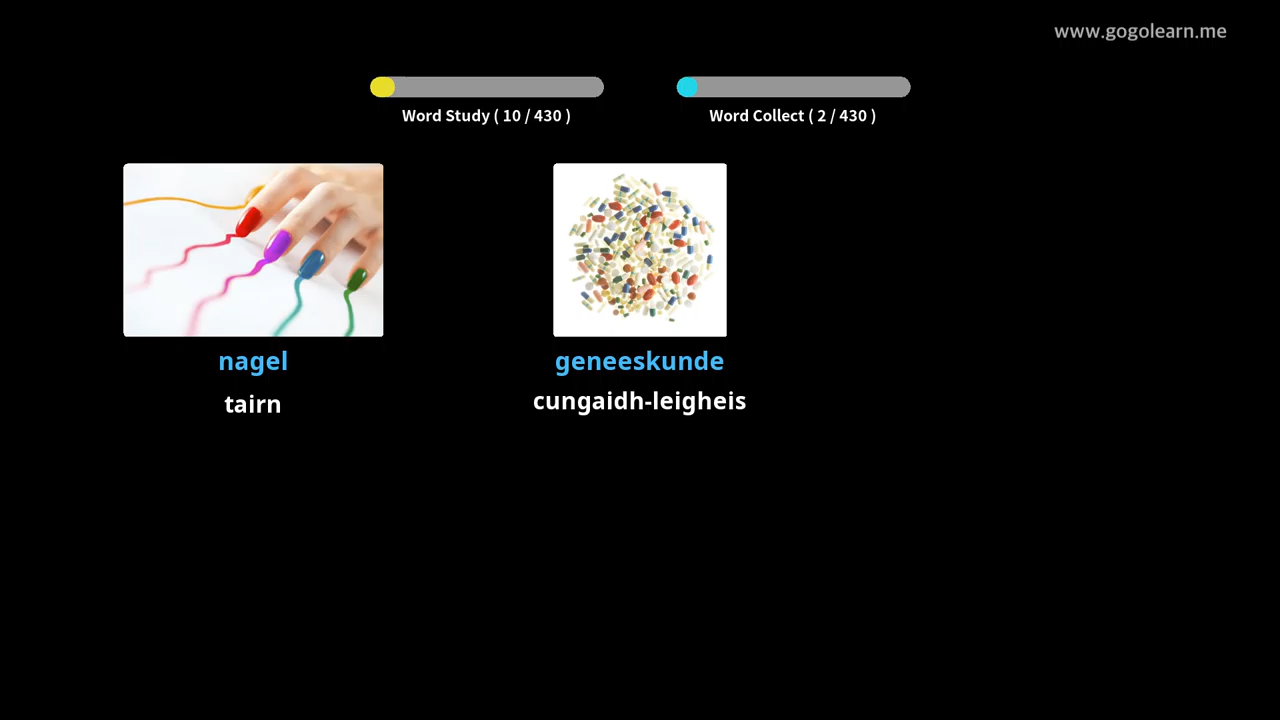 www.gogolearn.me
Word Study ( 10 / 430 )
Word Collect ( 2 / 430 )
nagel
tairn
geneeskunde
cungaidh-leigheis